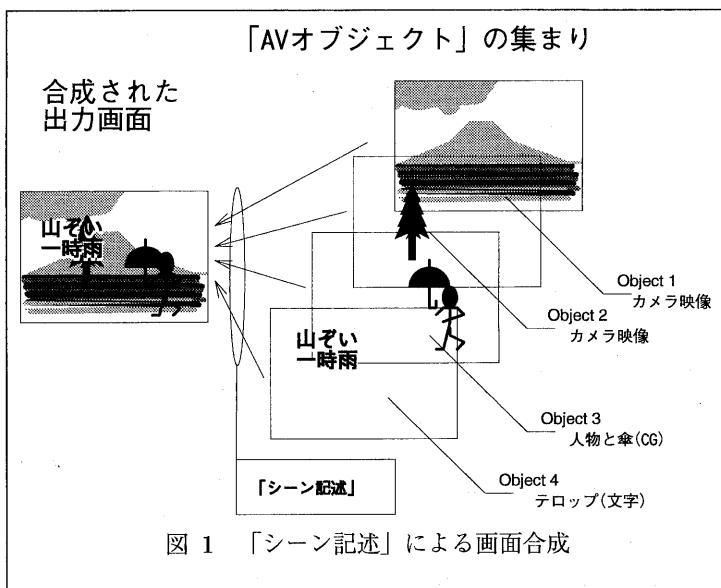 「AVオブジェクト」の集まり
合成された
出力画面
山ぞい
一時雨
山ぞい
一時雨
Object 1
カメラ映像
Object 2
カメラ映像
Object 3
人物と傘(CG)
Object 4
テロップ(文字)
「シーン記述」
図 1 「シーン記述」による画面合成